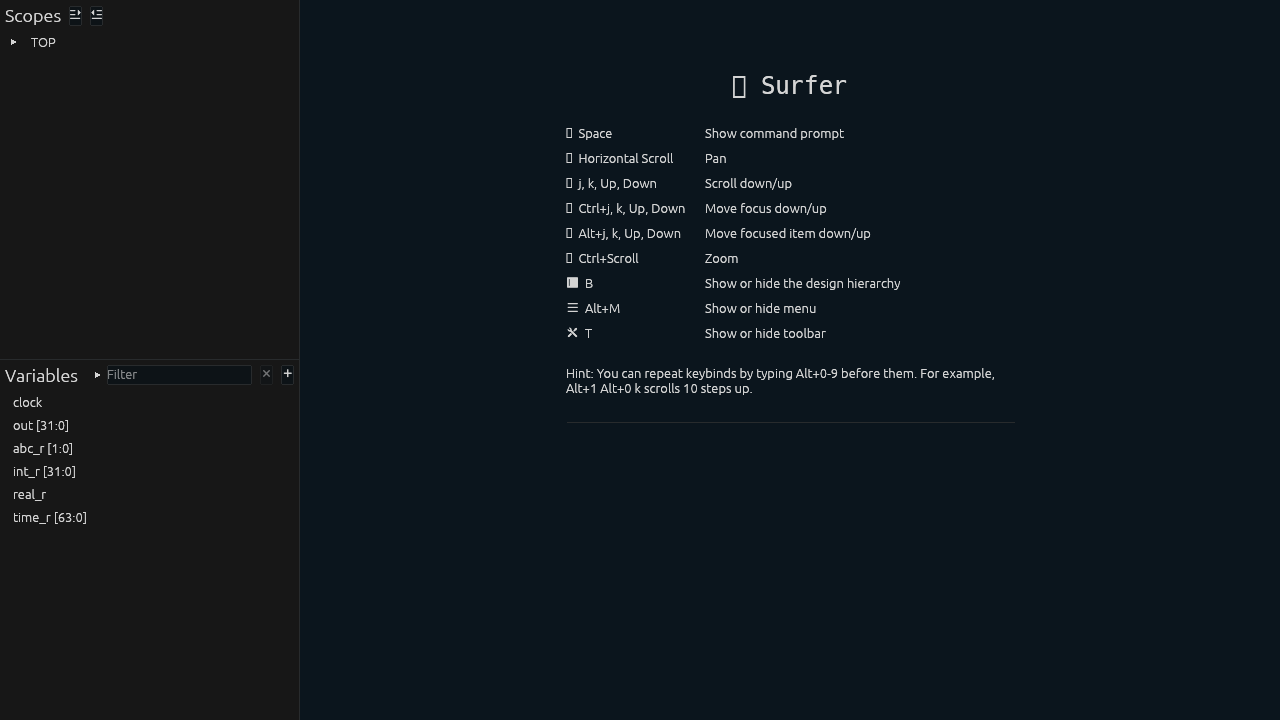 Scopes
TOP
Surfer
Space Show command prompt
Horizontal Scroll Pan
j, k, Up, Down Scroll down/up
Ctrl+j, k, Up, Down Move focus down/up
Alt+j, k, Up, Down Move focused item down/up
Ctrl+Scroll Zoom
B Show or hide the design hierarchy
Alt+M Show or hide menu
T Show or hide toolbar
Hint: You can repeat keybinds by typing Alt+0-9 before them. For example,
Alt+1 Alt+0 k scrolls 10 steps up.
Variables Filter
clock
out [31:0]
abc_r [1:0]
int_r [31:0]
real_r
time_r [63:0]